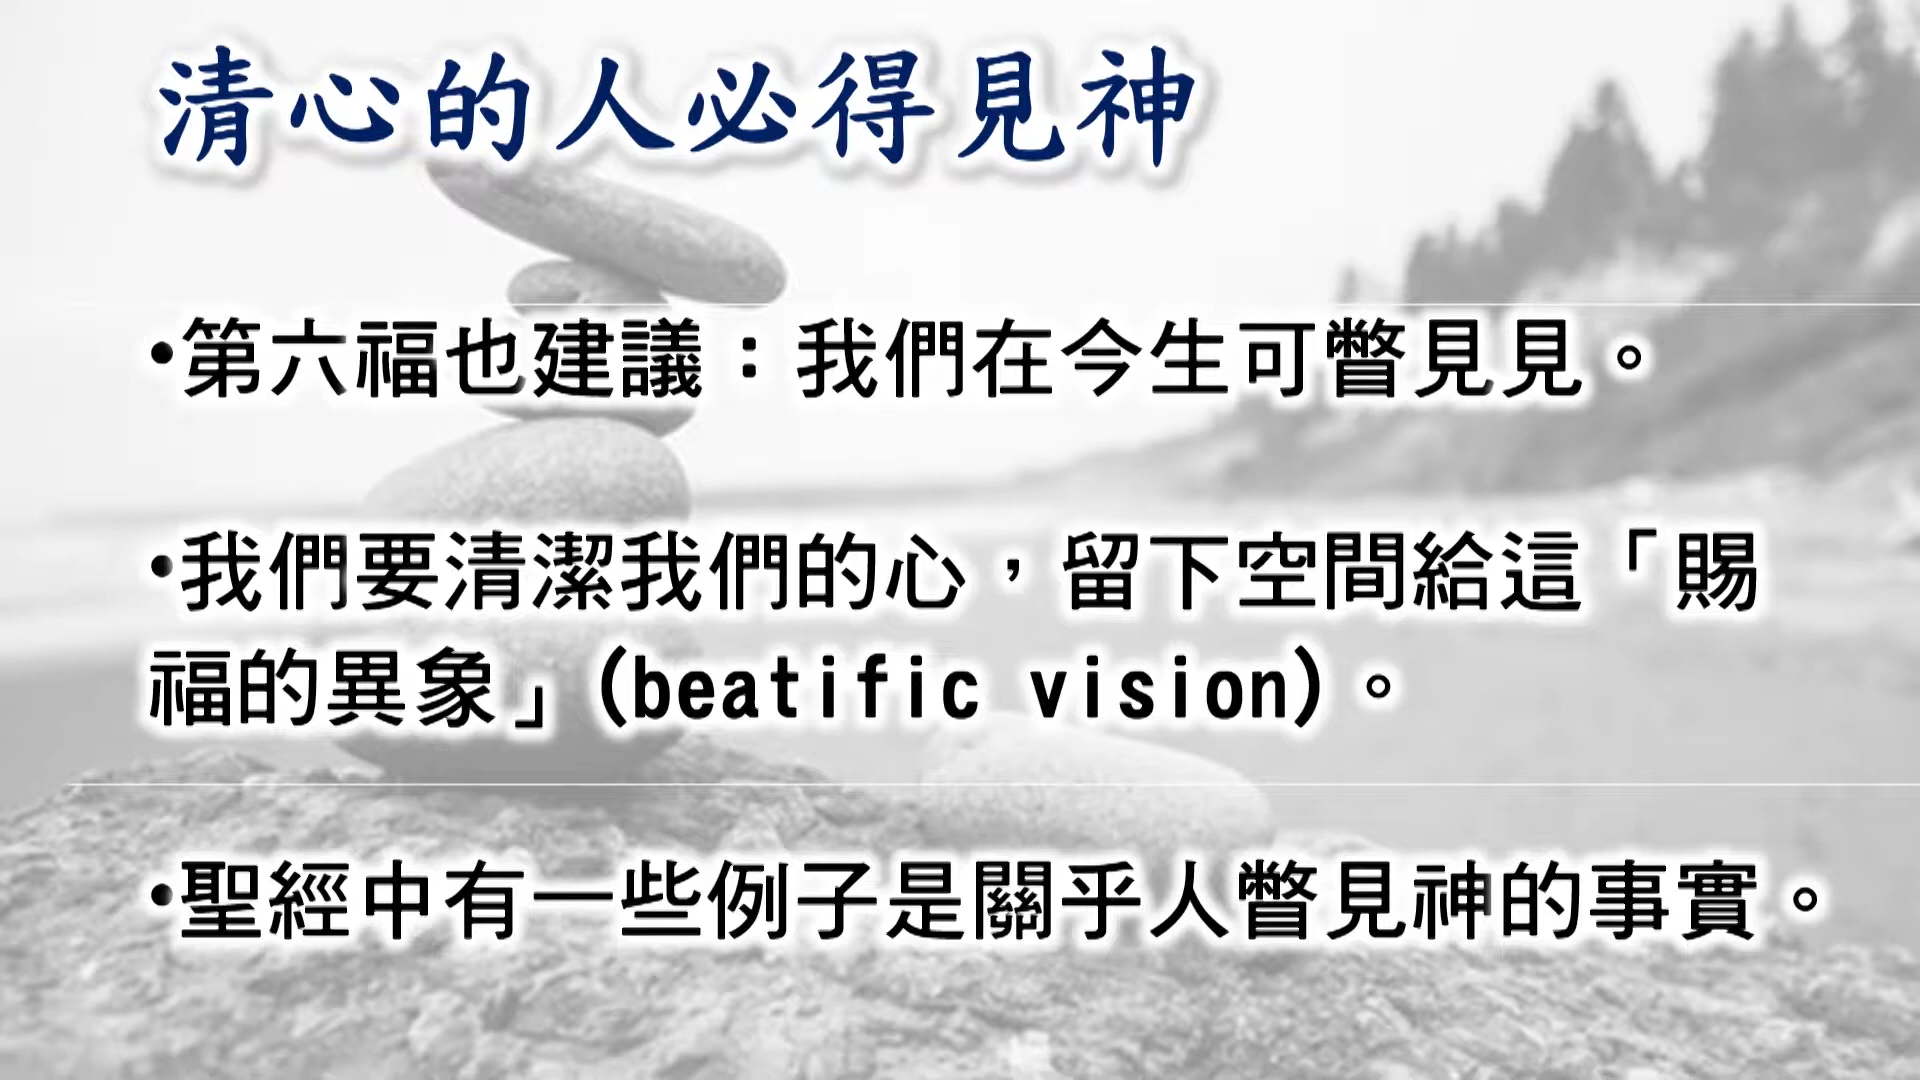 清心的人必得見神
•第六福也建議：我們在今生可瞥見見。
•我們要清潔我們的心，留下空間給這「賜
福的異象」(beatific vision)。
•聖經中有一些例子是關乎人瞥見神的事實。